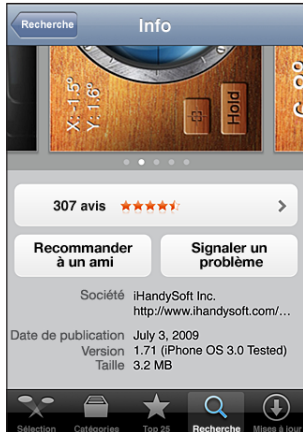 Recherche
Info
X:-1.5°
Y: 1.6°
Hold
307 avis
Recommander
à un ami
Signaler un
problème
Société iHandySoft Inc.
http://www.ihandysoft.com/...
Date de publication July 3, 2009
Version 1.71 (iPhone OS 3.0 Tested)
Taille 3.2 MB
Sélection Catégories Top 25 Recherche Mises à jour